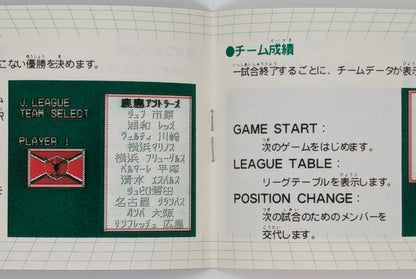 こない優勝を決めます。
J.LEAGUE
TEAM SELECT
PLAYER 1
鹿島アントラーズ
ジェフ 市原
浦和 レッズ
ヴェルディ 川崎
横浜マリノス
横浜 フリューゲルス
ベルマーレ 平塚
清水 エスパルス
ジュビロ磐田
名古屋 グランパス
ガンバ 大阪
サンフレッチェ 広島
●チーム成績
一試合終了するごとに、チームデータが表示
GAME START:
次のゲームをはじめます。
LEAGUE TABLE:
リーグテーブルを表示します。
POSITION CHANGE:
次の試合のためのメンバーを
交代します。